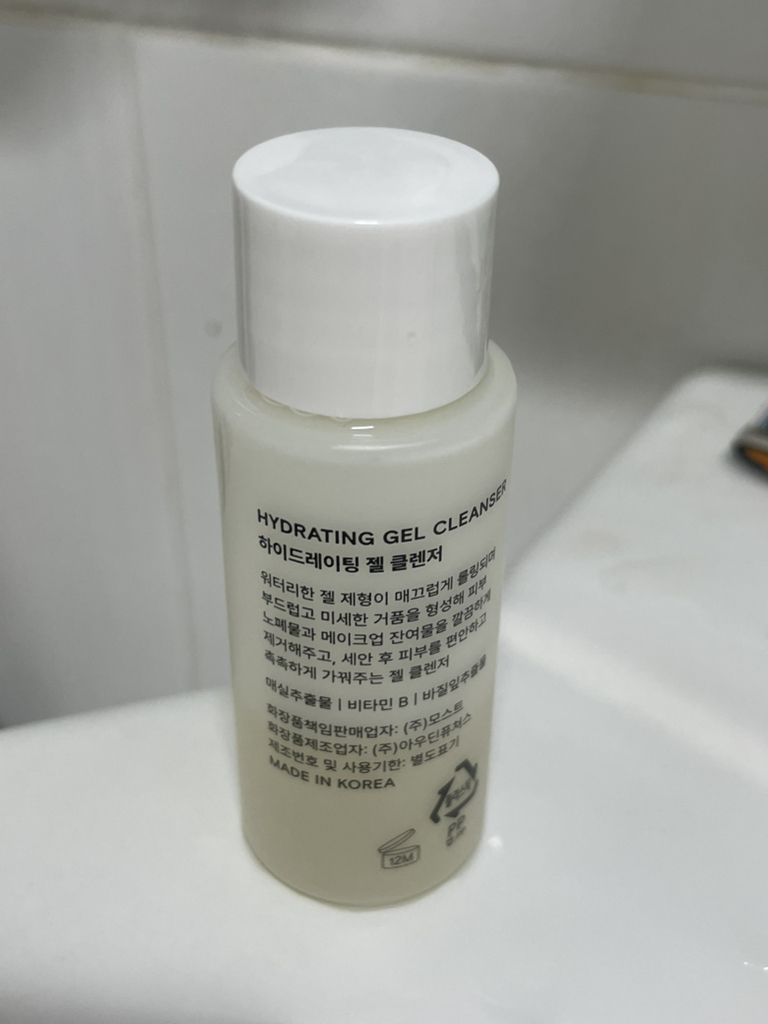 HYDRATING GEL CLEANSER
하이드레이팅 젤 클렌저
워터리한 젤 제형이 매끄럽게 롤링되며
부드럽고 미세한 거품을 형성해 피부
노폐물과 메이크업 잔여물을 깔끔하게
제거해주고, 세안 후 피부를 편안하고
촉촉하게 가꿔주는 젤 클렌저
매실추출물 | 비타민 B | 바질잎추출물
화장품책임판매업자: (주)모스트
화장품제조업자: (주)아우딘퓨쳐스
제조번호 및 사용기한: 별도표기
MADE IN KOREA
PP
12M